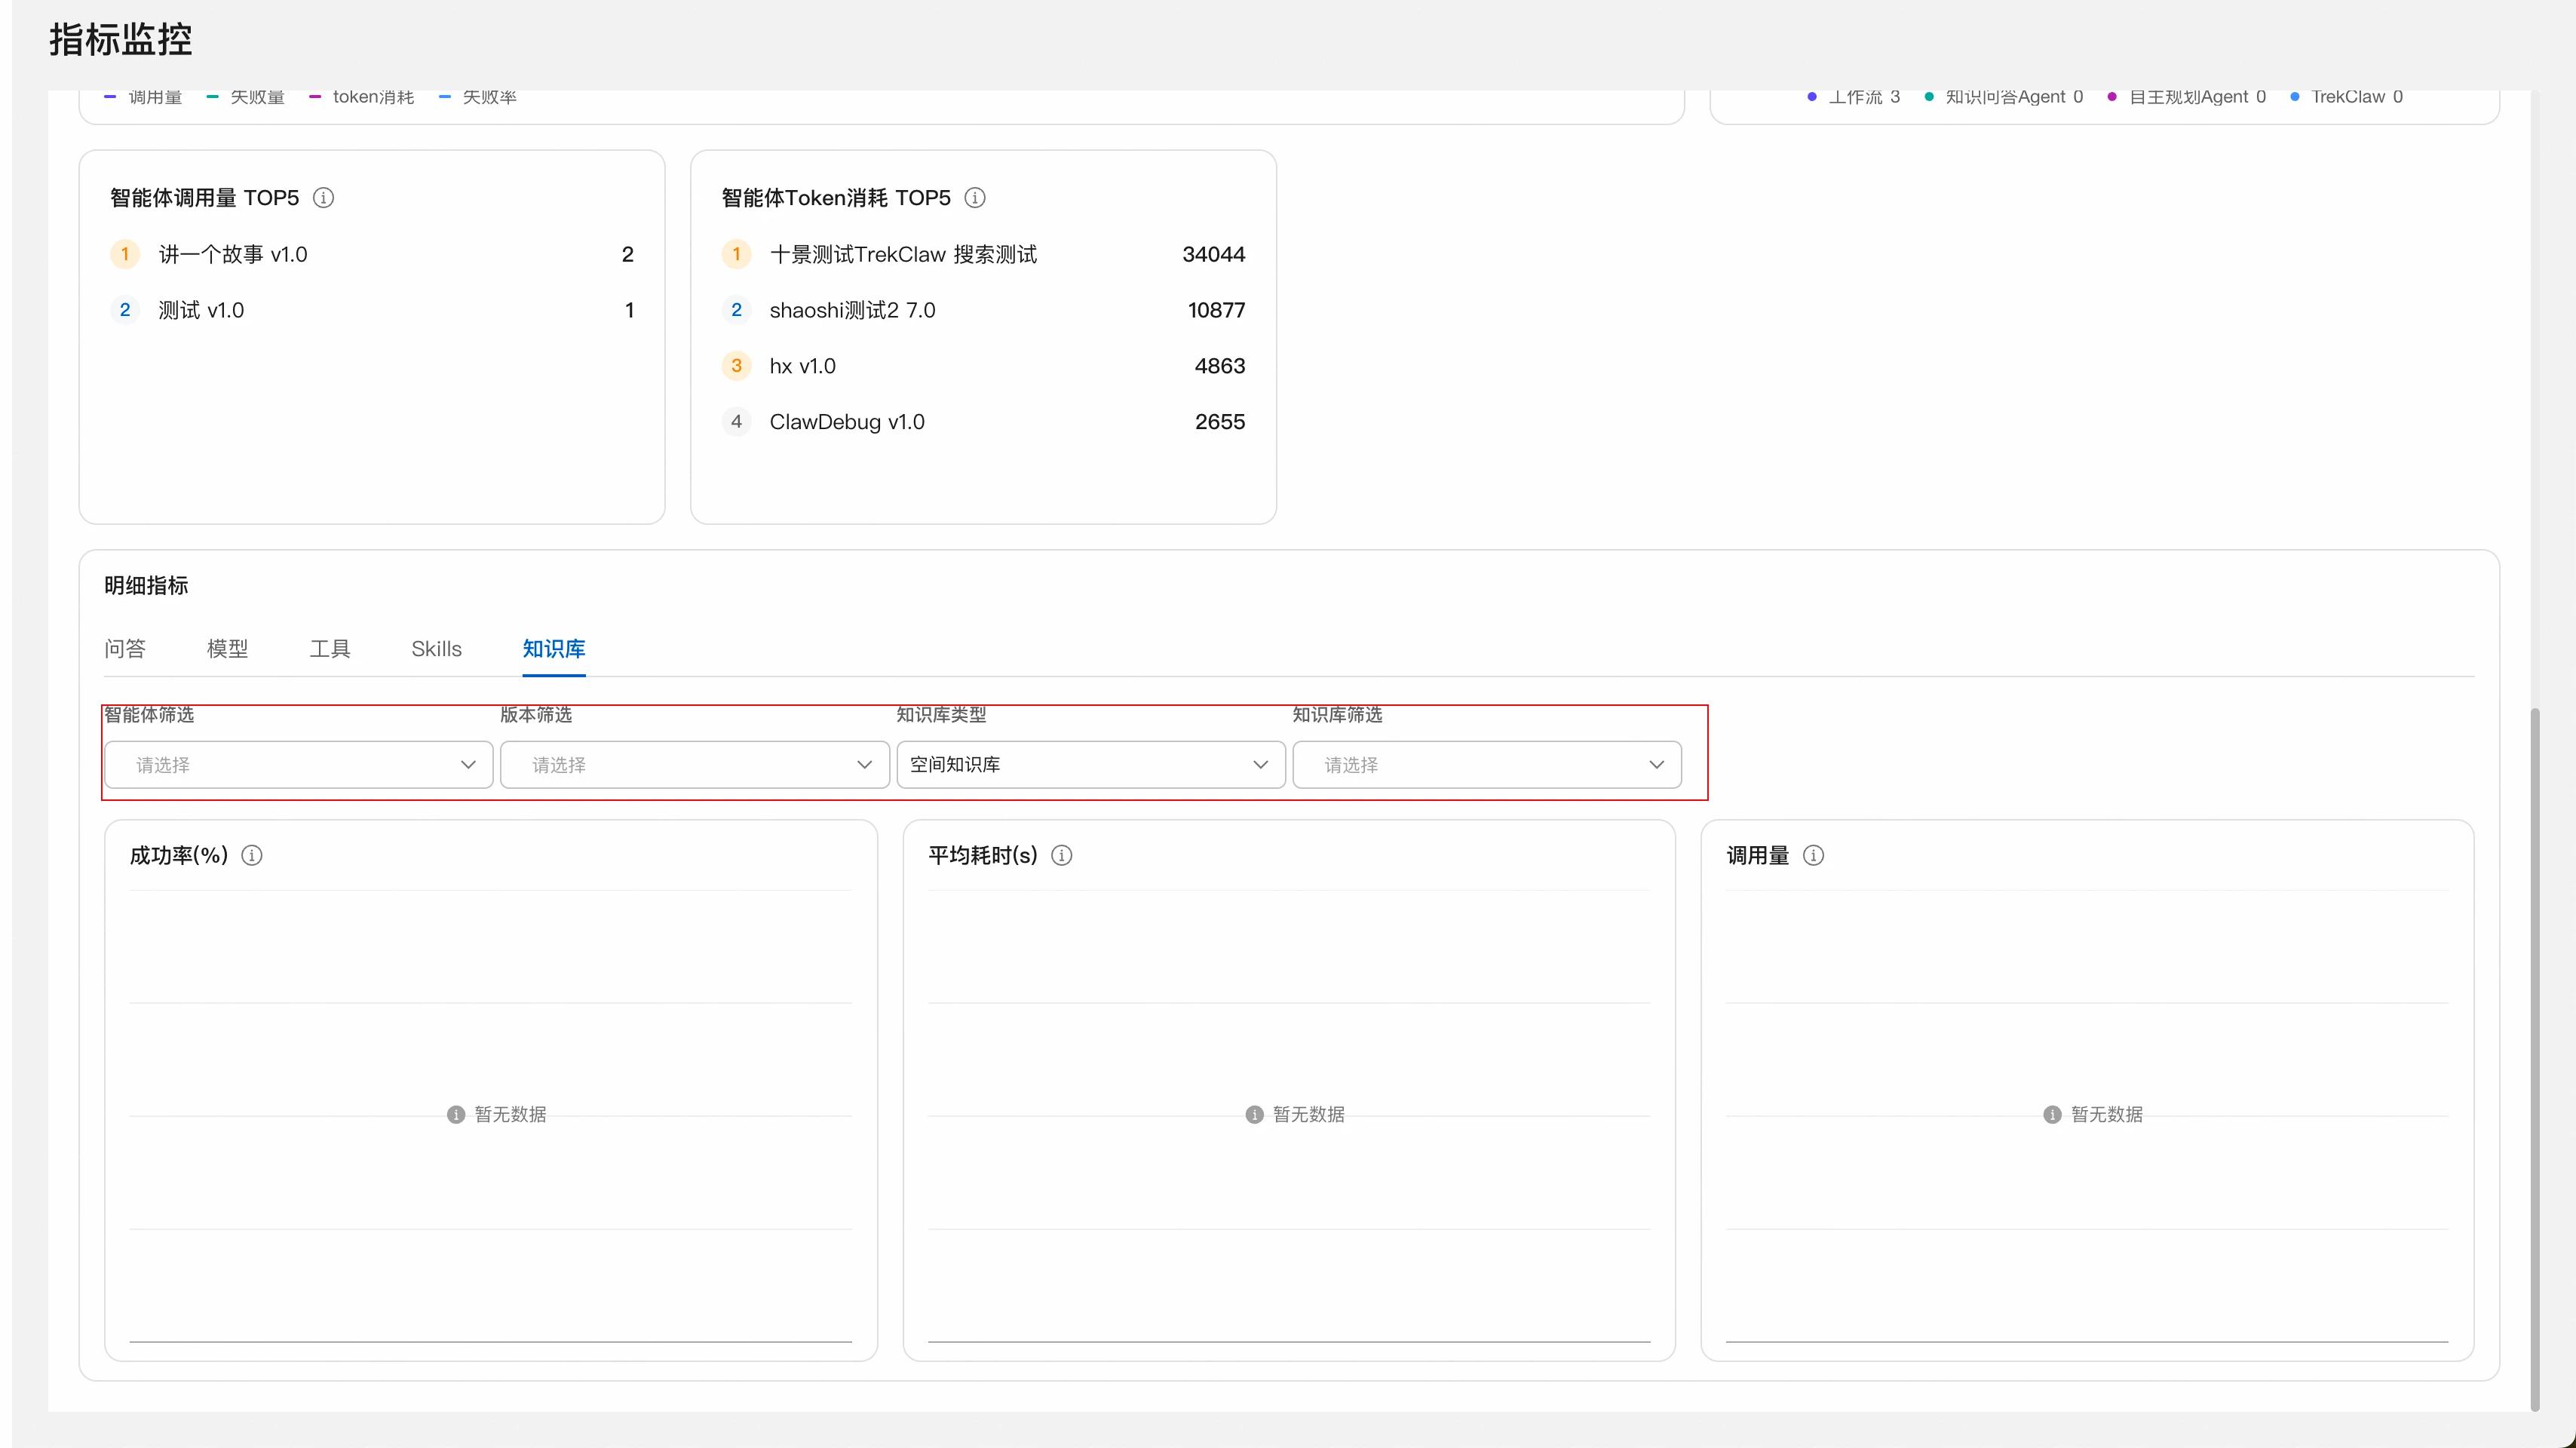 指标监控
调用量 失败量 token消耗 失败率
工作流 3 知识问答Agent 0 自主规划Agent 0 TrekClaw 0
智能体调用量 TOP5
1 讲一个故事 v1.0 2
2 测试 v1.0 1
智能体Token消耗 TOP5
1 十景测试TrekClaw 搜索测试 34044
2 shaoshi测试2 7.0 10877
3 hx v1.0 4863
4 ClawDebug v1.0 2655
明细指标
问答 模型 工具 Skills 知识库
智能体筛选 版本筛选 知识库类型 知识库筛选
请选择 请选择 空间知识库 请选择
成功率(%) 平均耗时(s) 调用量
暂无数据 暂无数据 暂无数据